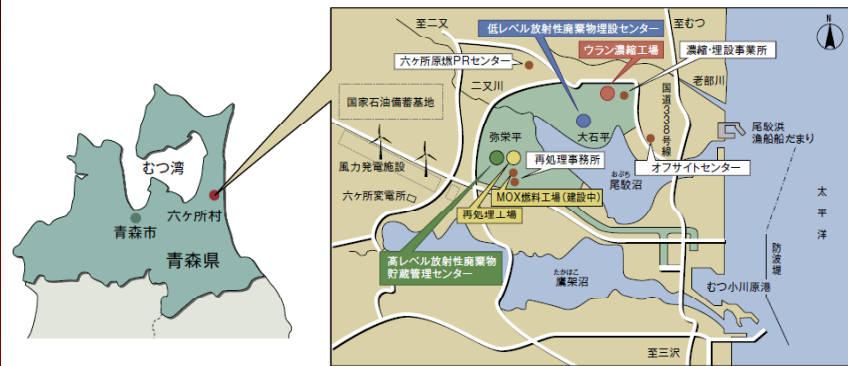 むつ湾
六ヶ所村
青森市
青森県
至二又
低レベル放射性廃棄物埋設センター
至むつ
N
ウラン濃縮工場
濃縮・埋設事業所
六ヶ所原燃PRセンター
二又川
老部川
国家石油備蓄基地
国道338号線
尾駮浜
漁船船だまり
弥栄平
大石平
再処理事務所
オフサイトセンター
風力発電施設
おぶち
尾駮沼
六ヶ所変電所
MOX燃料工場(建設中)
再処理工場
太平洋
高レベル放射性廃棄物
貯蔵管理センター
防波堤
たかほこ
鷹架沼
むつ小川原港
至三沢